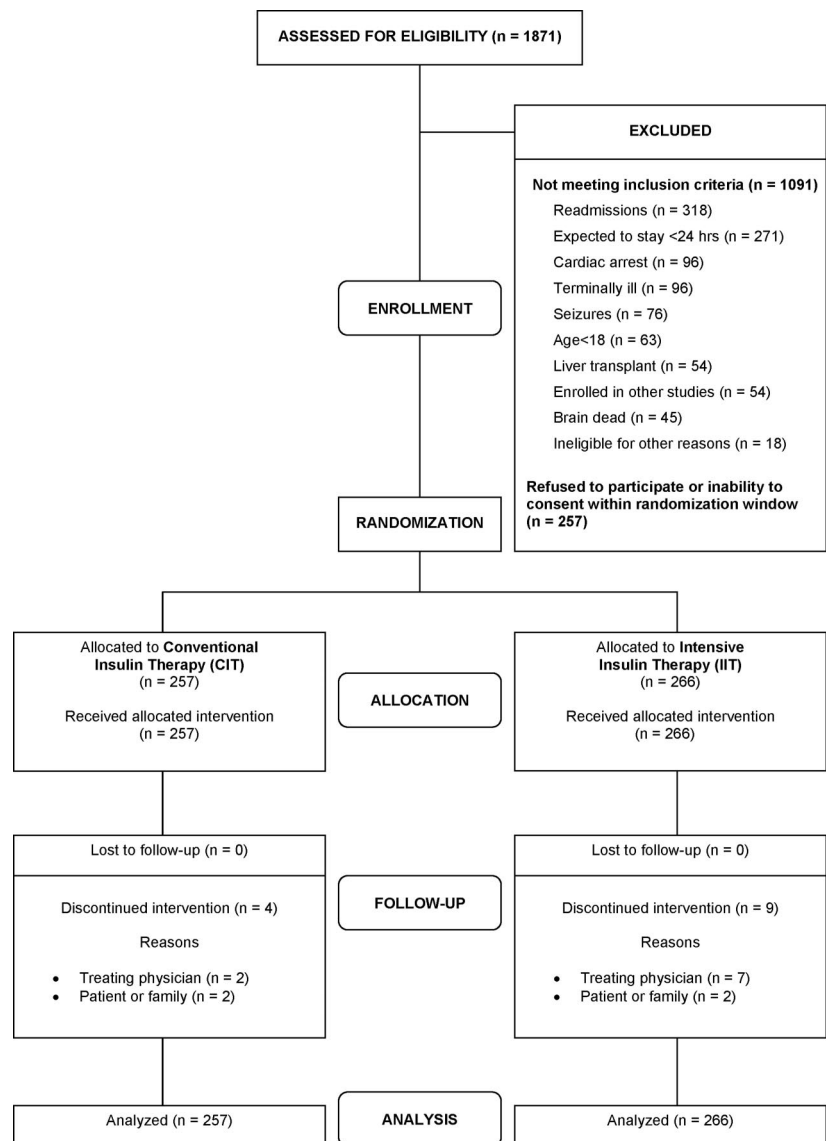 ASSESSED FOR ELIGIBILITY (n = 1871)
EXCLUDED
Not meeting inclusion criteria (n = 1091)
Readmissions (n = 318)
Expected to stay <24 hrs (n = 271)
Cardiac arrest (n = 96)
Terminally ill (n = 96)
Seizures (n = 76)
Age<18 (n = 63)
Liver transplant (n = 54)
Enrolled in other studies (n = 54)
Brain dead (n = 45)
Ineligible for other reasons (n = 18)
Refused to participate or inability to
consent within randomization window
(n = 257)
ENROLLMENT
RANDOMIZATION
Allocated to Conventional
Insulin Therapy (CIT)
(n = 257)
Received allocated intervention
(n = 257)
ALLOCATION
Allocated to Intensive
Insulin Therapy (IIT)
(n = 266)
Received allocated intervention
(n = 266)
Lost to follow-up (n = 0)
Discontinued intervention (n = 4)
Reasons
• Treating physician (n = 2)
• Patient or family (n = 2)
FOLLOW-UP
Lost to follow-up (n = 0)
Discontinued intervention (n = 9)
Reasons
• Treating physician (n = 7)
• Patient or family (n = 2)
Analyzed (n = 257)
ANALYSIS
Analyzed (n = 266)